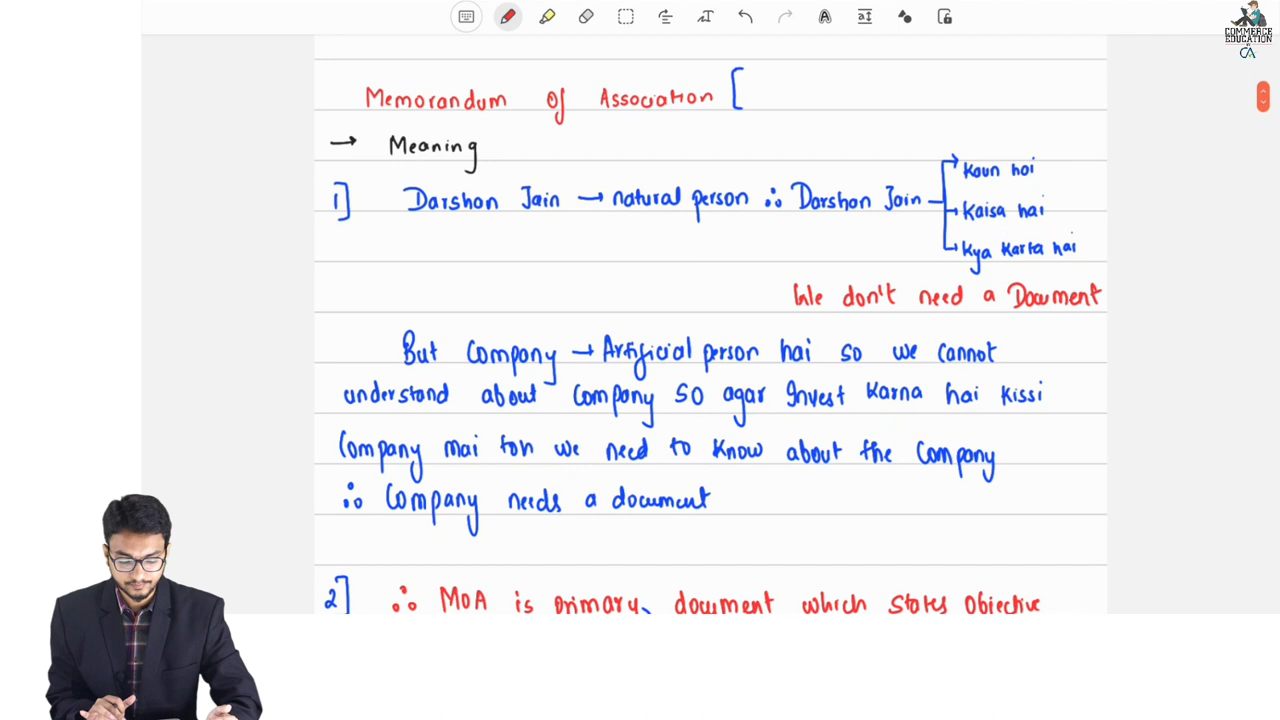 COMMERCE
EDUCATION
BY
CA
Memorandum of Association [
→ Meaning
1] Darshan Jain → natural person ∴ Darshan Jain
Kaun hai
Kaisa hai
Kya karta hai
We don't need a Document
But Company → Artificial person hai so we cannot
understand about Company so agar Invest Karna hai kissi
Company mai toh we need to know about the Company
∴ Company needs a document
2] ∴ MOA is primary document which states Objective